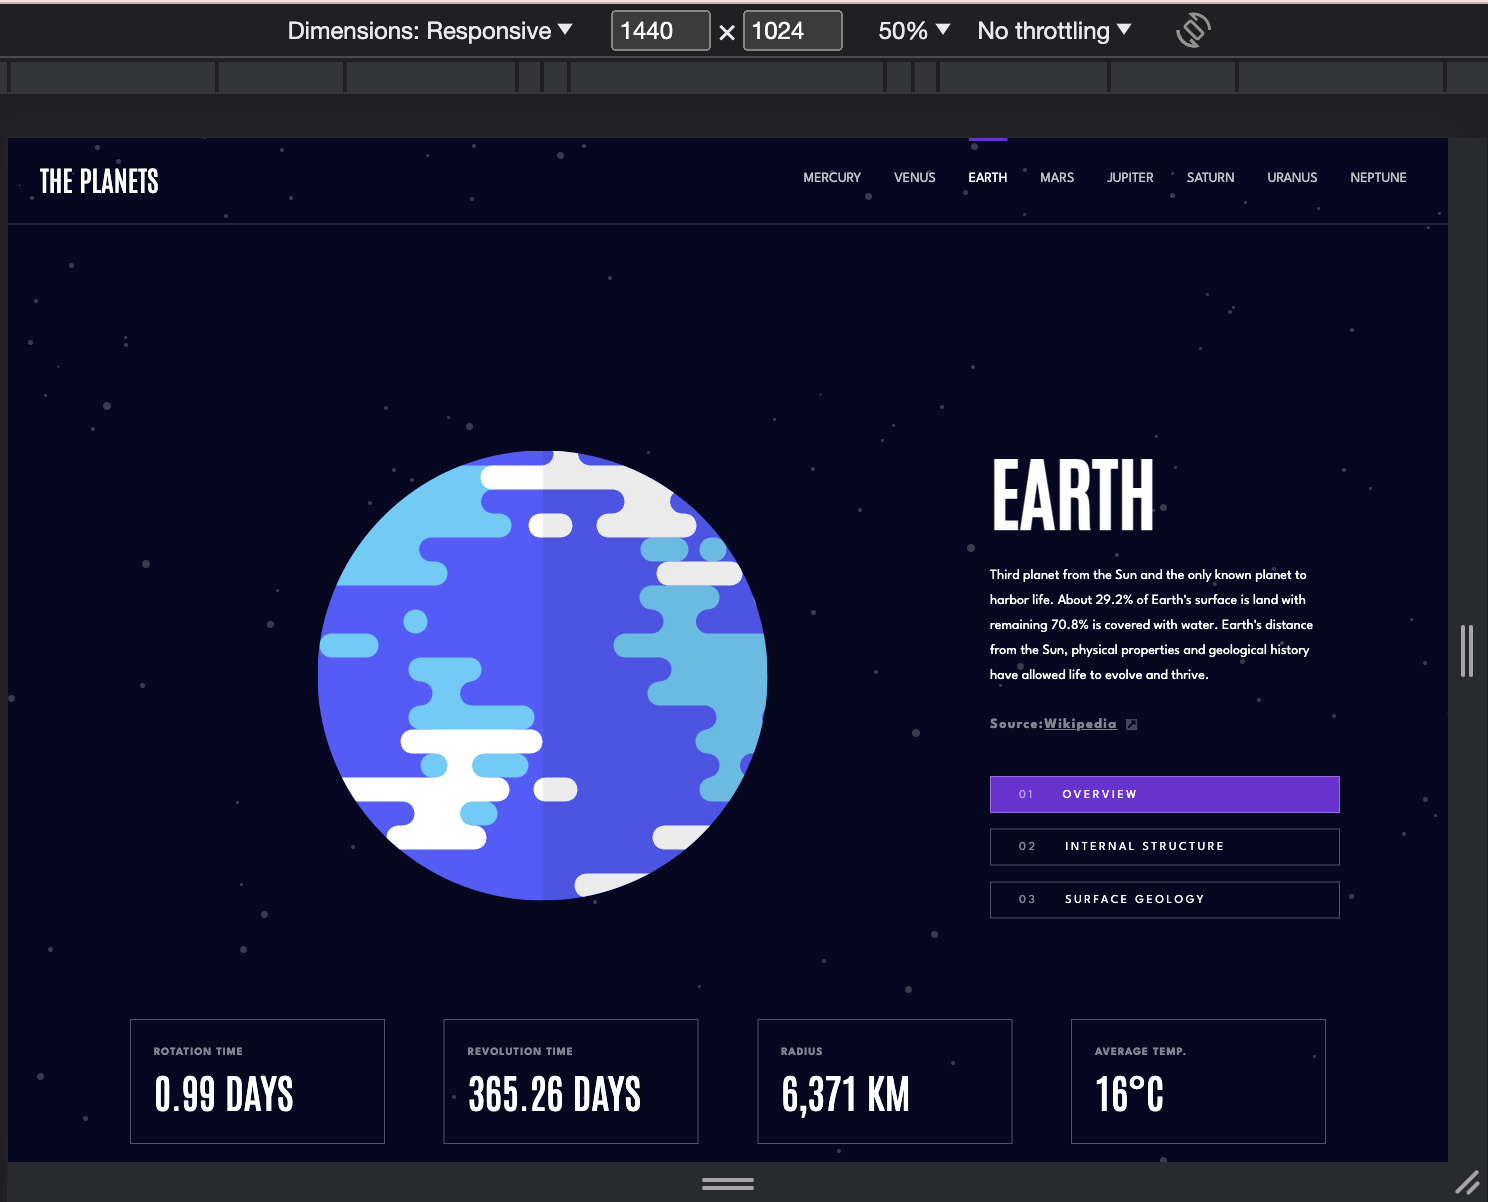 Dimensions: Responsive ▼ 1440 × 1024 50% ▼ No throttling ▼
THE PLANETS
MERCURY VENUS EARTH MARS JUPITER SATURN URANUS NEPTUNE
EARTH
Third planet from the Sun and the only known planet to
harbor life. About 29.2% of Earth's surface is land with
remaining 70.8% is covered with water. Earth's distance
from the Sun, physical properties and geological history
have allowed life to evolve and thrive.
Source:Wikipedia
01 OVERVIEW
02 INTERNAL STRUCTURE
03 SURFACE GEOLOGY
ROTATION TIME
0.99 DAYS
REVOLUTION TIME
365.26 DAYS
RADIUS
6,371 KM
AVERAGE TEMP.
16°C